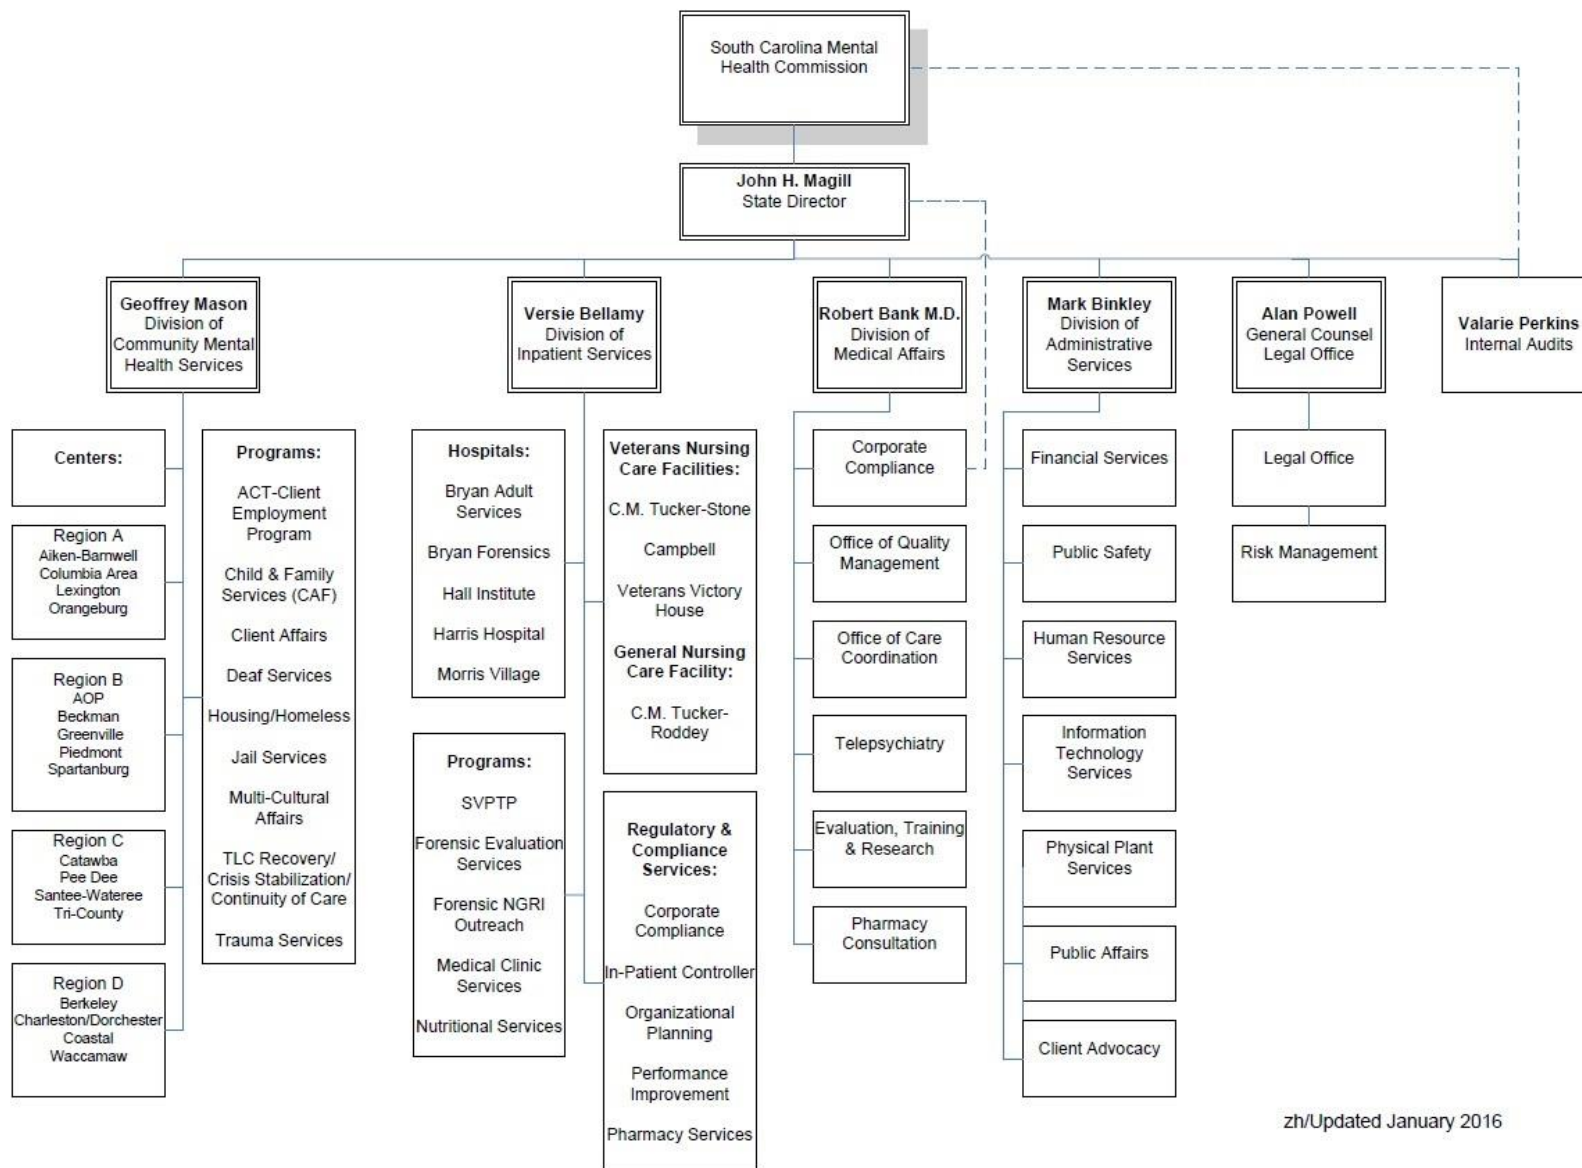 South Carolina Mental
Health Commission
John H. Magill
State Director
Geoffrey Mason
Division of
Community Mental
Health Services
Versie Bellamy
Division of
Inpatient Services
Robert Bank M.D.
Division of
Medical Affairs
Mark Binkley
Division of
Administrative
Services
Alan Powell
General Counsel
Legal Office
Valarie Perkins
Internal Audits
Centers:
Region A
Aiken-Barnwell
Columbia Area
Lexington
Orangeburg
Region B
AOP
Beckman
Greenville
Piedmont
Spartanburg
Region C
Catawba
Pee Dee
Santee-Wateree
Tri-County
Region D
Berkeley
Charleston/Dorchester
Coastal
Waccamaw
Programs:
ACT-Client
Employment
Program
Child & Family
Services (CAF)
Client Affairs
Deaf Services
Housing/Homeless
Jail Services
Multi-Cultural
Affairs
TLC Recovery/
Crisis Stabilization/
Continuity of Care
Trauma Services
Hospitals:
Bryan Adult
Services
Bryan Forensics
Hall Institute
Harris Hospital
Morris Village
Programs:
SVPTP
Forensic Evaluation
Services
Forensic NGRI
Outreach
Medical Clinic
Services
Nutritional Services
Veterans Nursing
Care Facilities:
C.M. Tucker-Stone
Campbell
Veterans Victory
House
General Nursing
Care Facility:
C.M. Tucker-
Roddey
Regulatory &
Compliance
Services:
Corporate
Compliance
In-Patient Controller
Organizational
Planning
Performance
Improvement
Pharmacy Services
Corporate
Compliance
Office of Quality
Management
Office of Care
Coordination
Telepsychiatry
Evaluation, Training
& Research
Pharmacy
Consultation
Financial Services
Public Safety
Human Resource
Services
Information
Technology
Services
Physical Plant
Services
Public Affairs
Client Advocacy
Legal Office
Risk Management
zh/Updated January 2016